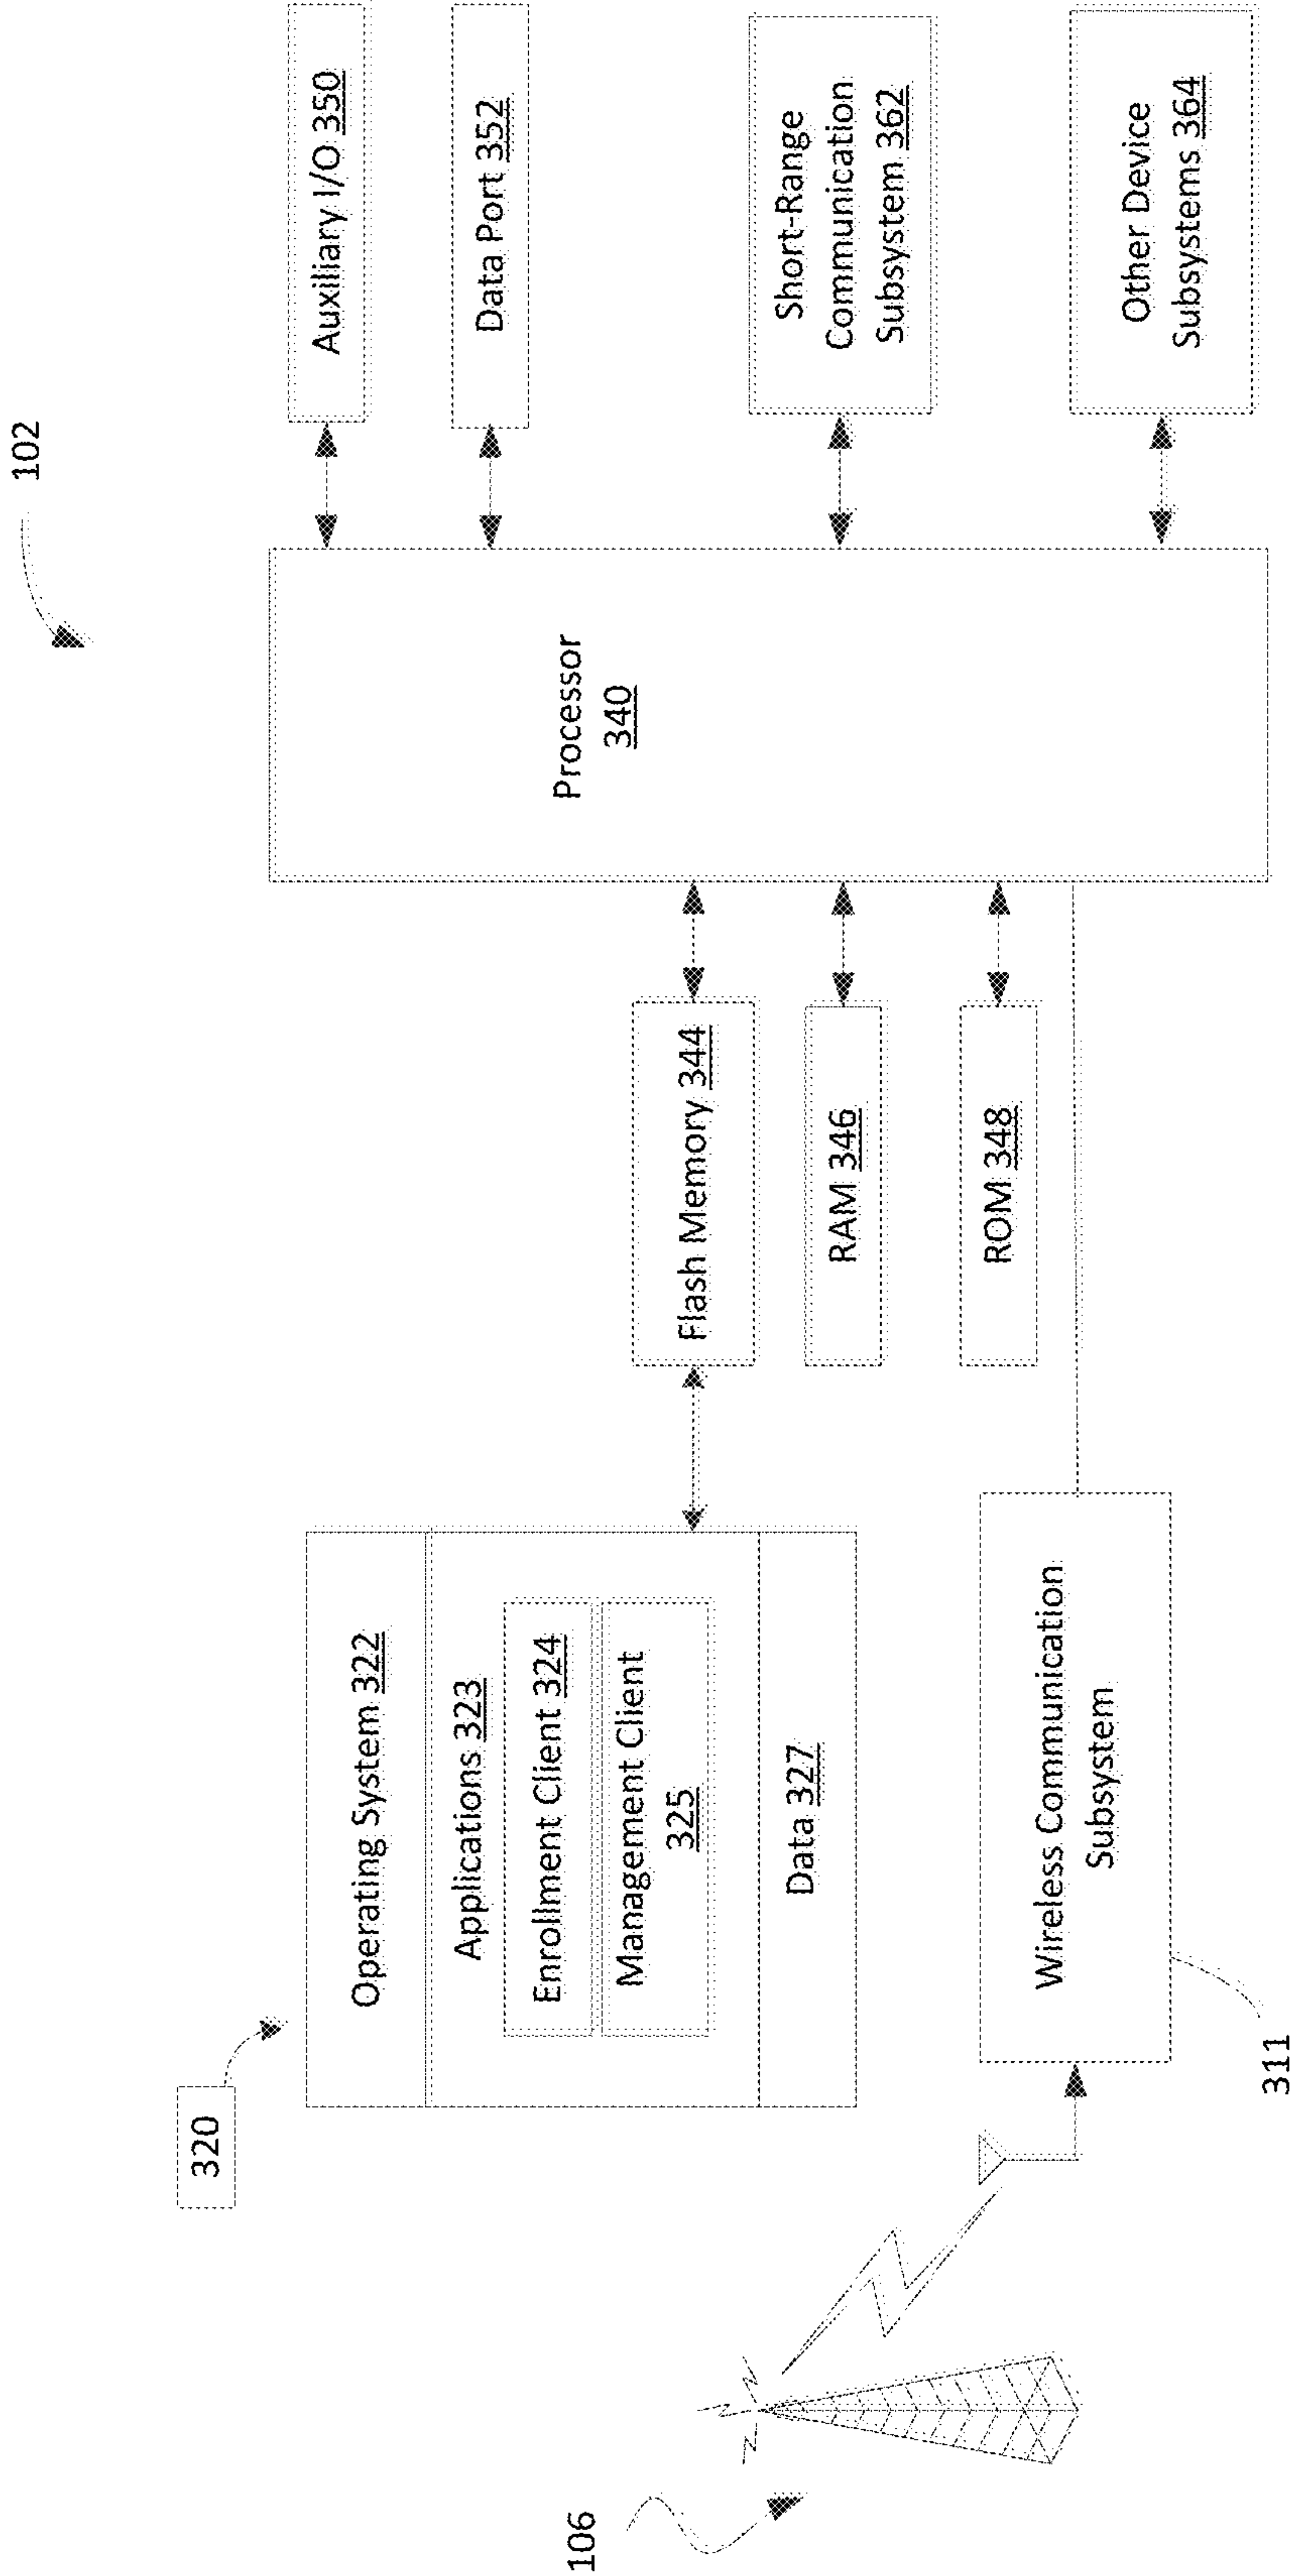 102
Auxiliary I/O 350
Data Port 352
Short-Range
Communication
Subsystem 362
Other Device
Subsystems 364
Processor
340
Flash Memory 344
RAM 346
ROM 348
320
Operating System 322
Applications 323
Enrollment Client 324
Management Client
325
Data 327
Wireless Communication
Subsystem
311
106